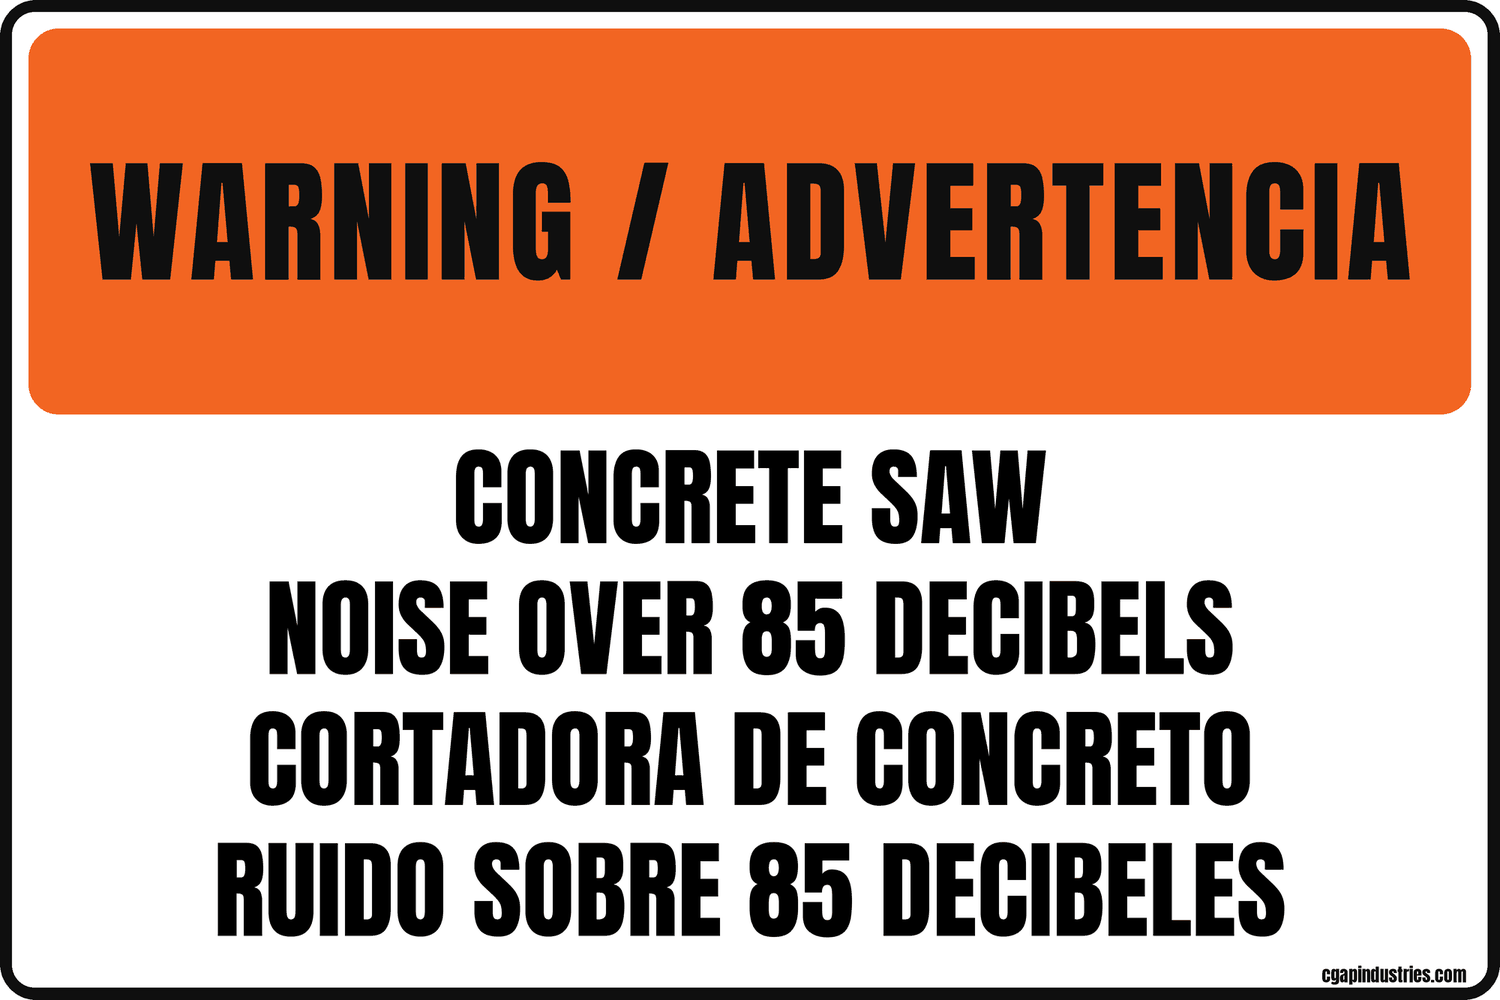 WARNING / ADVERTENCIA
CONCRETE SAW
NOISE OVER 85 DECIBELS
CORTADORA DE CONCRETO
RUIDO SOBRE 85 DECIBELES
cgapindustries.com